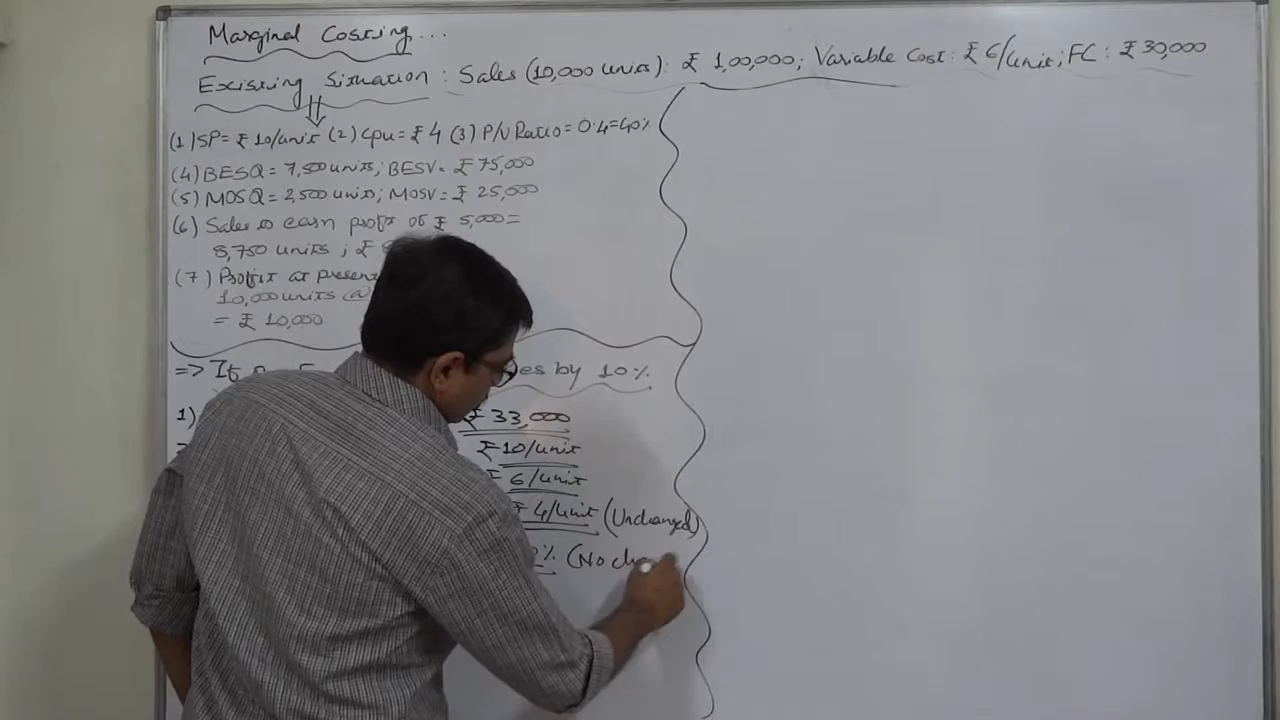 Marginal Costing...
Existing Situation : Sales (10,000 units): ₹ 1,00,000; Variable Cost: ₹ 6/unit; FC : ₹ 30,000
(1) SP= ₹ 10/unit (2) Cpu= ₹ 4 (3) P/V Ratio= 0.4=40%
(4) BESQ = 7,500 units; BESV= ₹ 75,000
(5) MOSQ = 2,500 units; MOSV= ₹ 25,000
(6) Sales to earn profit of ₹ 5,000=
8,750 units ; ₹
(7) Profit at present
10,000 units @
= ₹ 10,000
=> If by 10%
1) ₹ 33,000
₹ 10/unit
₹ 6/unit
₹ 4/unit (Unchanged)
% (No